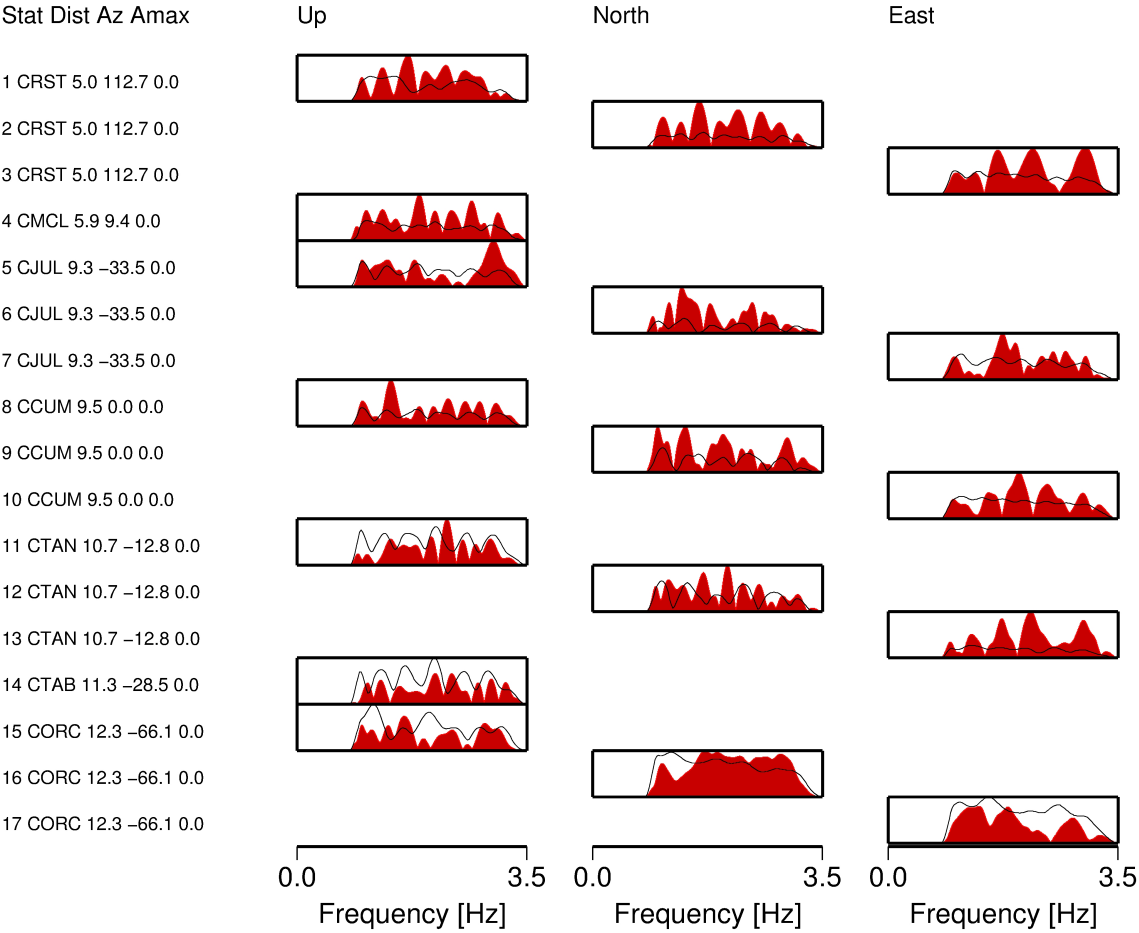 Stat Dist Az Amax Up North East
1 CRST 5.0 112.7 0.0
2 CRST 5.0 112.7 0.0
3 CRST 5.0 112.7 0.0
4 CMCL 5.9 9.4 0.0
5 CJUL 9.3 −33.5 0.0
6 CJUL 9.3 −33.5 0.0
7 CJUL 9.3 −33.5 0.0
8 CCUM 9.5 0.0 0.0
9 CCUM 9.5 0.0 0.0
10 CCUM 9.5 0.0 0.0
11 CTAN 10.7 −12.8 0.0
12 CTAN 10.7 −12.8 0.0
13 CTAN 10.7 −12.8 0.0
14 CTAB 11.3 −28.5 0.0
15 CORC 12.3 −66.1 0.0
16 CORC 12.3 −66.1 0.0
17 CORC 12.3 −66.1 0.0
0.0 3.5 0.0 3.5 0.0 3.5
Frequency [Hz] Frequency [Hz] Frequency [Hz]